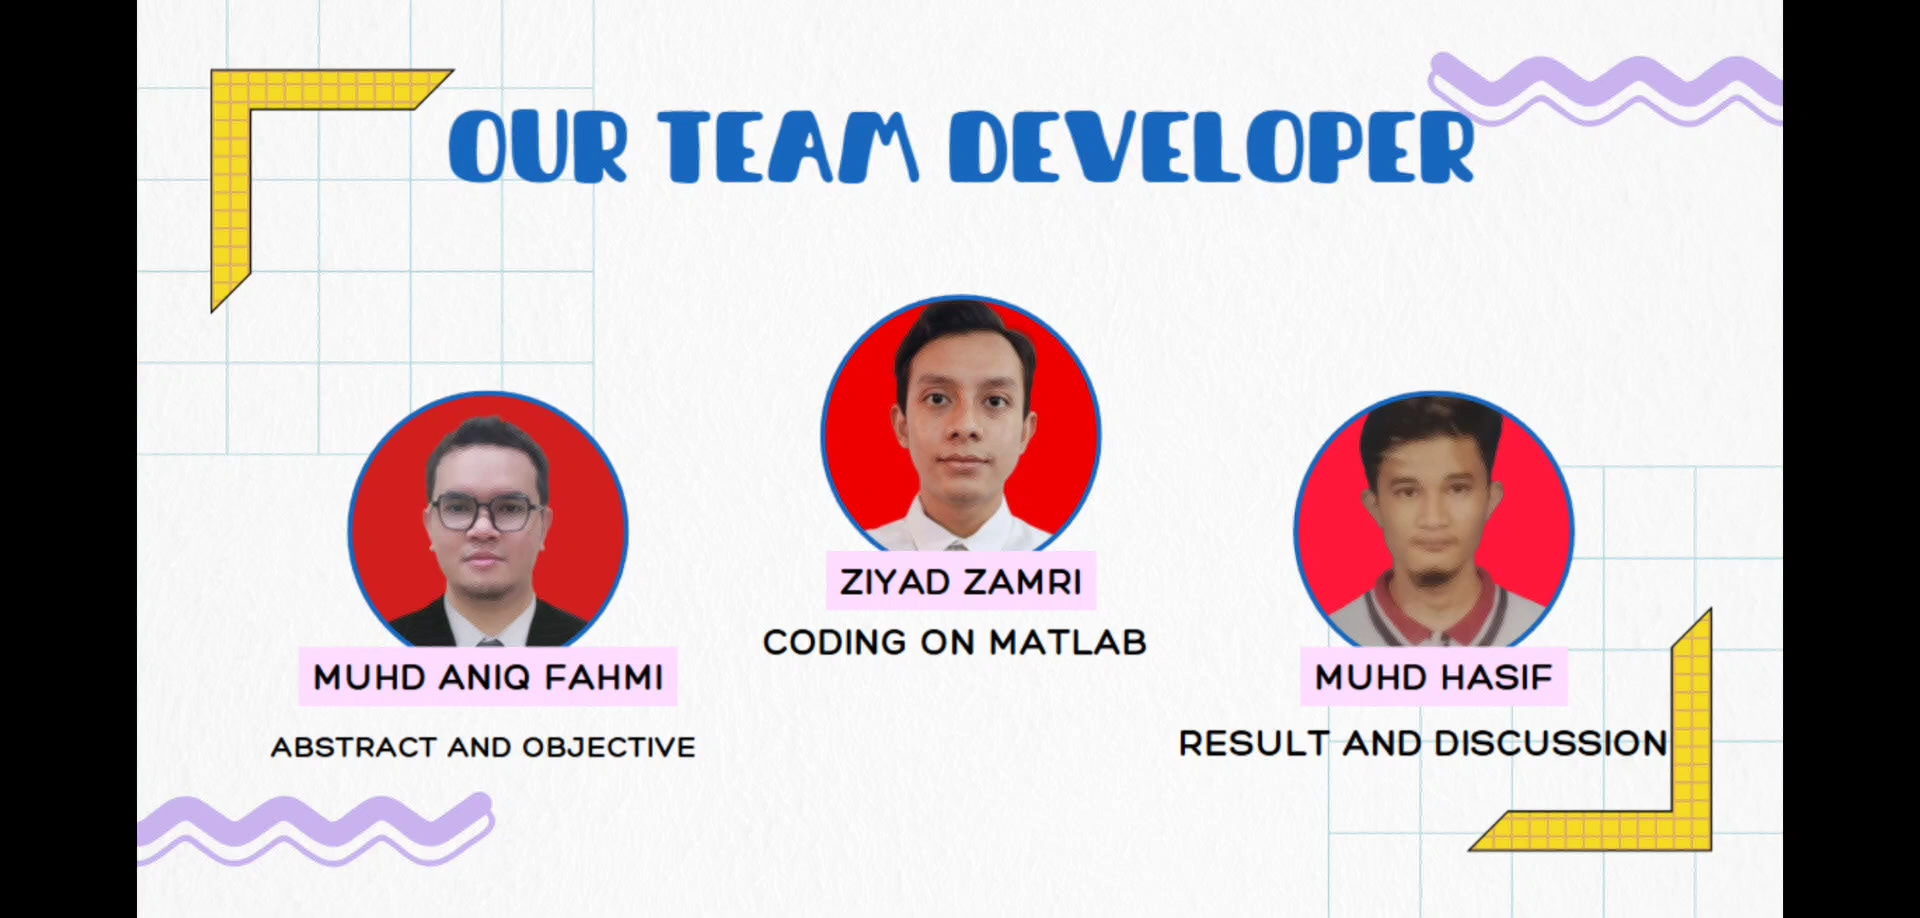 OUR TEAM DEVELOPER
MUHD ANIQ FAHMI
ABSTRACT AND OBJECTIVE
ZIYAD ZAMRI
CODING ON MATLAB
MUHD HASIF
RESULT AND DISCUSSION